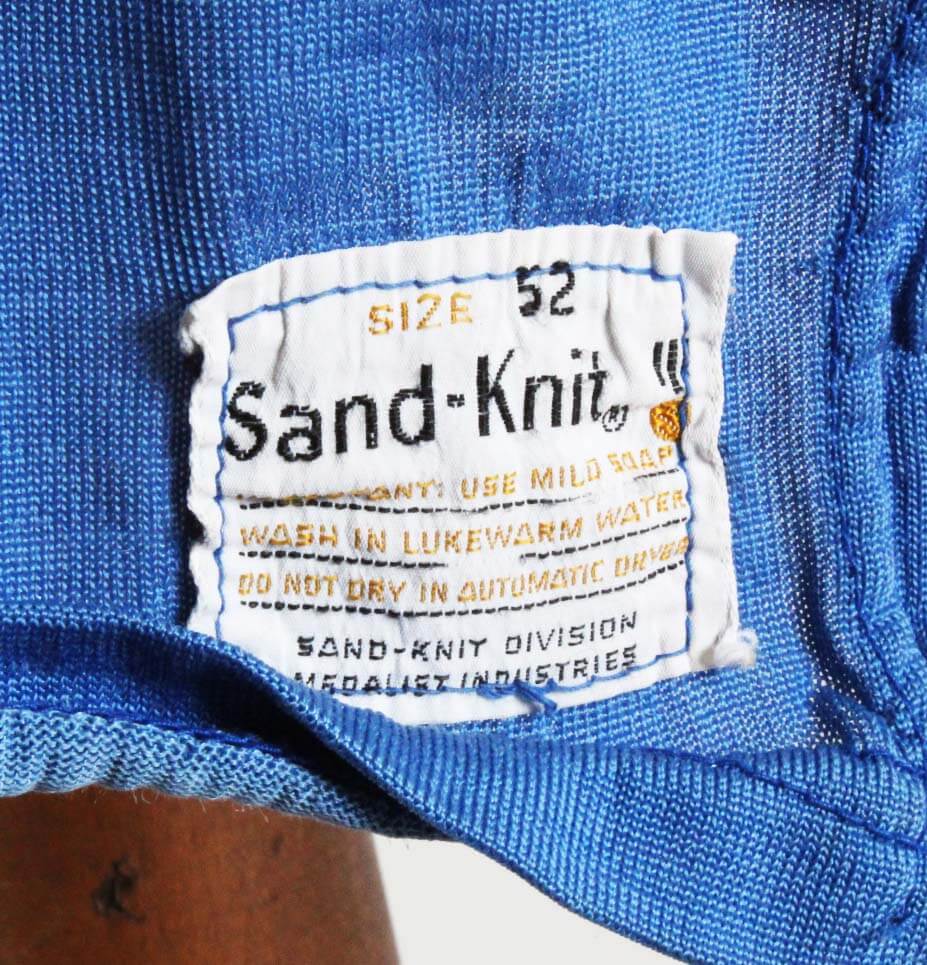 SIZE 52
Sand-Knit®
USE MILD SOAP
WASH IN LUKEWARM WATER
DO NOT DRY IN AUTOMATIC DRYER
SAND-KNIT DIVISION
MEDALIST INDUSTRIES